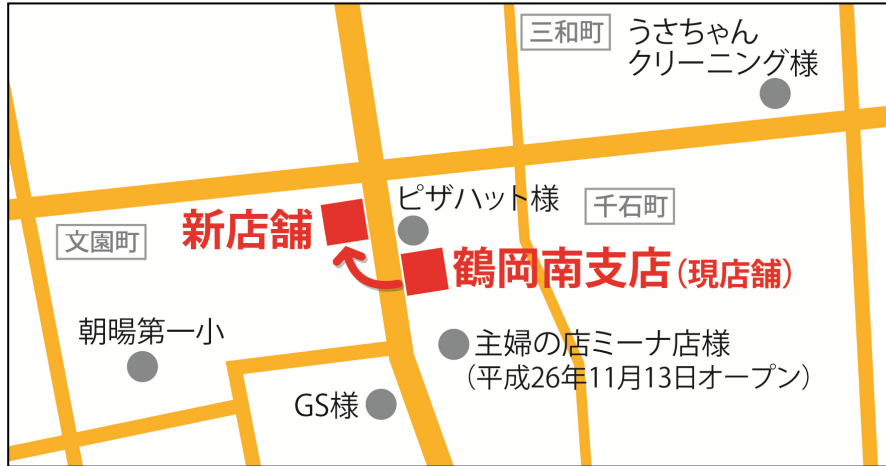 三和町
うさちゃん
クリーニング様
ピザハット様
千石町
新店舗
文園町
鶴岡南支店(現店舗)
朝暘第一小
主婦の店ミーナ店様
(平成26年11月13日オープン)
GS様